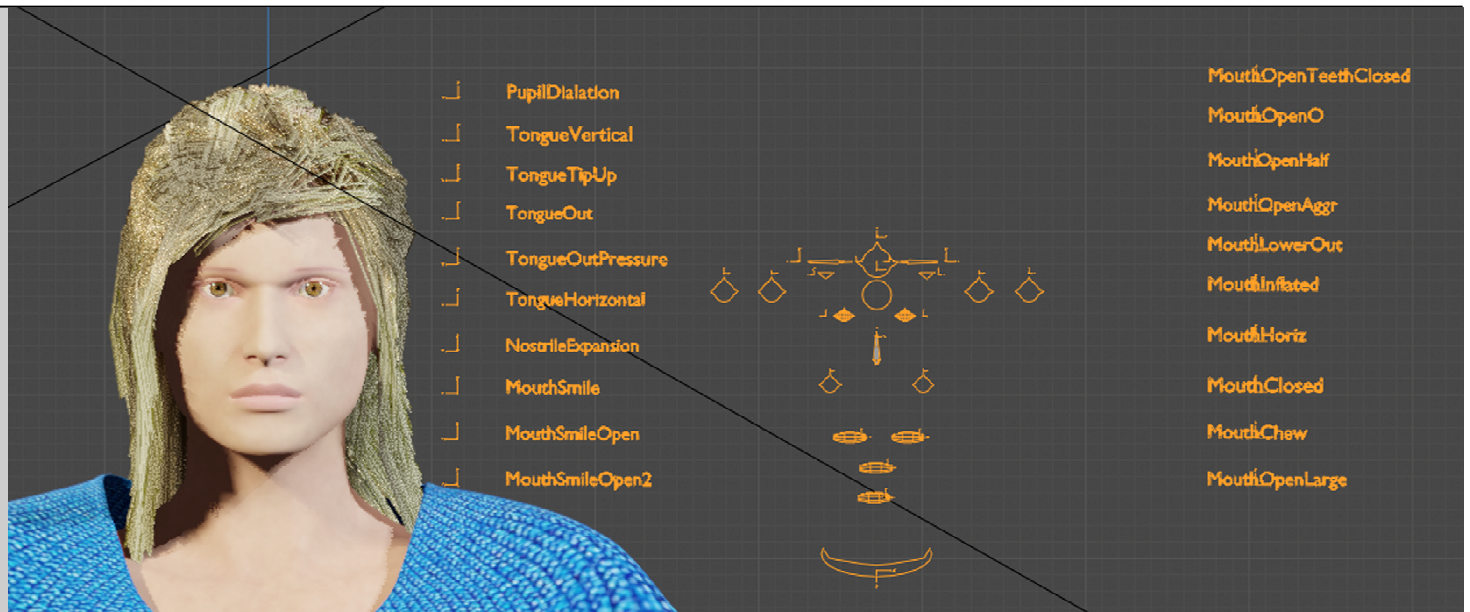 PupilDialation
TongueVertical
TongueTipUp
TongueOut
TongueOutPressure
TongueHorizontal
NostrileExpansion
MouthSmile
MouthSmileOpen
MouthSmileOpen2
MouthOpenTeethClosed
MouthOpenO
MouthOpenHalf
MouthOpenAggr
MouthLowerOut
MouthInflated
MouthHoriz
MouthClosed
MouthChew
MouthOpenLarge